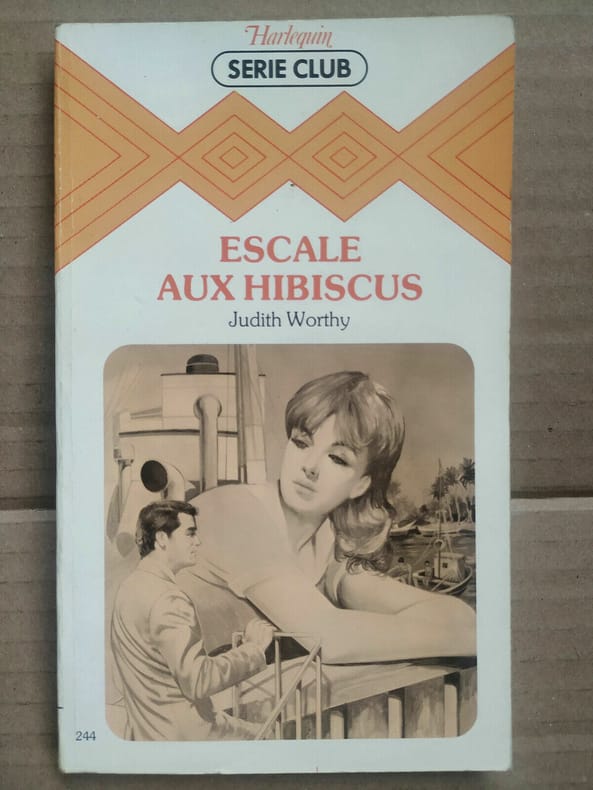 Harlequin
SERIE CLUB
ESCALE
AUX HIBISCUS
Judith Worthy
244